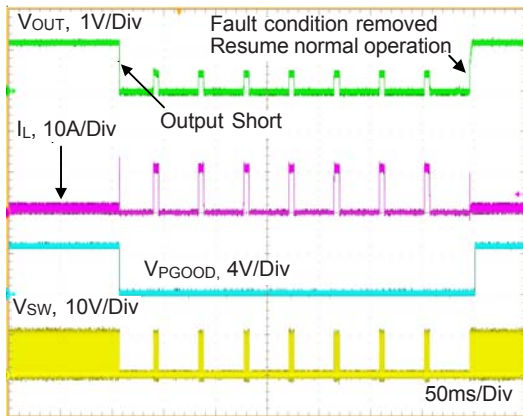 VOUT, 1V/Div
Fault condition removed
Resume normal operation
Output Short
IL, 10A/Div
VPGOOD, 4V/Div
VSW, 10V/Div
50ms/Div